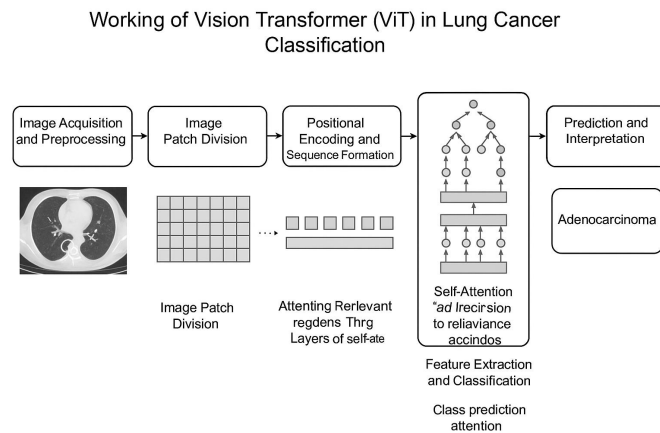 Working of Vision Transformer (ViT) in Lung Cancer
Classification
Image Acquisition
and Preprocessing
Image
Patch Division
Positional
Encoding and
Sequence Formation
Prediction and
Interpretation
Adenocarcinoma
Image Patch
Division
Attenting Rerlevant
regdens Thrg
Layers of self-ate
Self-Attention
"ad Irecirsion
to reliaviance
accindos
Feature Extraction
and Classification
Class prediction
attention